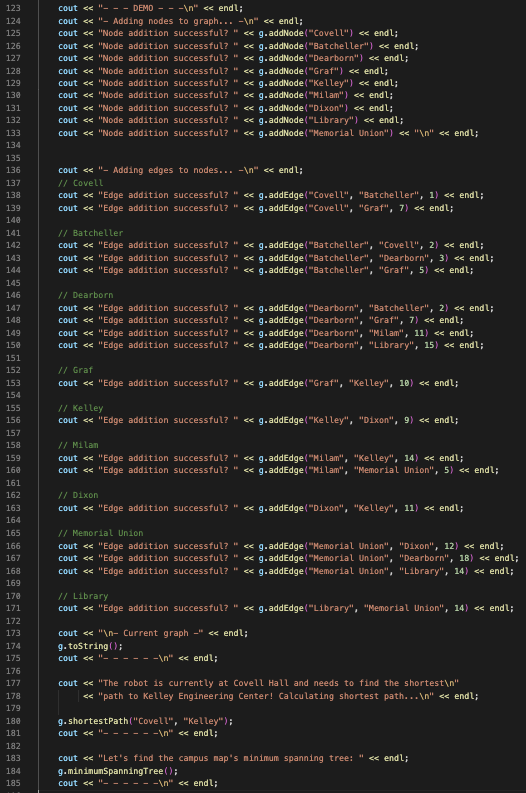 123 cout << "- - - DEMO - - -\n" << endl;
124 cout << "- Adding nodes to graph... -\n" << endl;
125 cout << "Node addition successful? " << g.addNode("Covell") << endl;
126 cout << "Node addition successful? " << g.addNode("Batcheller") << endl;
127 cout << "Node addition successful? " << g.addNode("Dearborn") << endl;
128 cout << "Node addition successful? " << g.addNode("Graf") << endl;
129 cout << "Node addition successful? " << g.addNode("Kelley") << endl;
130 cout << "Node addition successful? " << g.addNode("Milam") << endl;
131 cout << "Node addition successful? " << g.addNode("Dixon") << endl;
132 cout << "Node addition successful? " << g.addNode("Library") << endl;
133 cout << "Node addition successful? " << g.addNode("Memorial Union") << "\n" << endl;
134
135
136 cout << "- Adding edges to nodes... -\n" << endl;
137 // Covell
138 cout << "Edge addition successful? " << g.addEdge("Covell", "Batcheller", 1) << endl;
139 cout << "Edge addition successful? " << g.addEdge("Covell", "Graf", 7) << endl;
140
141 // Batcheller
142 cout << "Edge addition successful? " << g.addEdge("Batcheller", "Covell", 2) << endl;
143 cout << "Edge addition successful? " << g.addEdge("Batcheller", "Dearborn", 3) << endl;
144 cout << "Edge addition successful? " << g.addEdge("Batcheller", "Graf", 5) << endl;
145
146 // Dearborn
147 cout << "Edge addition successful? " << g.addEdge("Dearborn", "Batcheller", 2) << endl;
148 cout << "Edge addition successful? " << g.addEdge("Dearborn", "Graf", 7) << endl;
149 cout << "Edge addition successful? " << g.addEdge("Dearborn", "Milam", 11) << endl;
150 cout << "Edge addition successful? " << g.addEdge("Dearborn", "Library", 15) << endl;
151
152 // Graf
153 cout << "Edge addition successful? " << g.addEdge("Graf", "Kelley", 10) << endl;
154
155 // Kelley
156 cout << "Edge addition successful? " << g.addEdge("Kelley", "Dixon", 9) << endl;
157
158 // Milam
159 cout << "Edge addition successful? " << g.addEdge("Milam", "Kelley", 14) << endl;
160 cout << "Edge addition successful? " << g.addEdge("Milam", "Memorial Union", 5) << endl;
161
162 // Dixon
163 cout << "Edge addition successful? " << g.addEdge("Dixon", "Kelley", 11) << endl;
164
165 // Memorial Union
166 cout << "Edge addition successful? " << g.addEdge("Memorial Union", "Dixon", 12) << endl;
167 cout << "Edge addition successful? " << g.addEdge("Memorial Union", "Dearborn", 18) << endl;
168 cout << "Edge addition successful? " << g.addEdge("Memorial Union", "Library", 14) << endl;
169
170 // Library
171 cout << "Edge addition successful? " << g.addEdge("Library", "Memorial Union", 14) << endl;
172
173 cout << "\n- Current graph -" << endl;
174 g.toString();
175 cout << "- - - - - -\n" << endl;
176
177 cout << "The robot is currently at Covell Hall and needs to find the shortest\n"
178 << "path to Kelley Engineering Center! Calculating shortest path...\n" << endl;
179
180 g.shortestPath("Covell", "Kelley");
181 cout << "- - - - - -\n" << endl;
182
183 cout << "Let's find the campus map's minimum spanning tree: " << endl;
184 g.minimumSpanningTree();
185 cout << "- - - - - -\n" << endl;